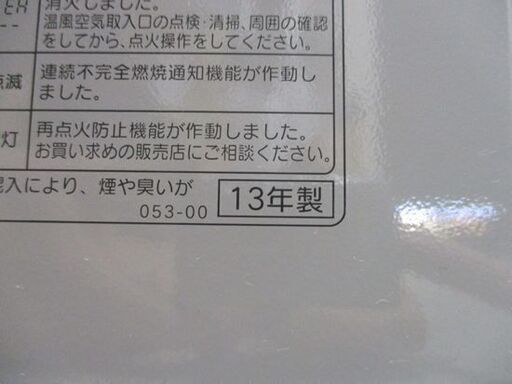 消火しました。
温風空気取入口の点検・清掃、周囲の確認
をしてから、点火操作をしてください。
点滅
連続不完全燃焼通知機能が作動し
ました。
灯
再点火防止機能が作動しました。
お買い求めの販売店にご相談ください。
混入により、煙や臭いが
053-00
13年製